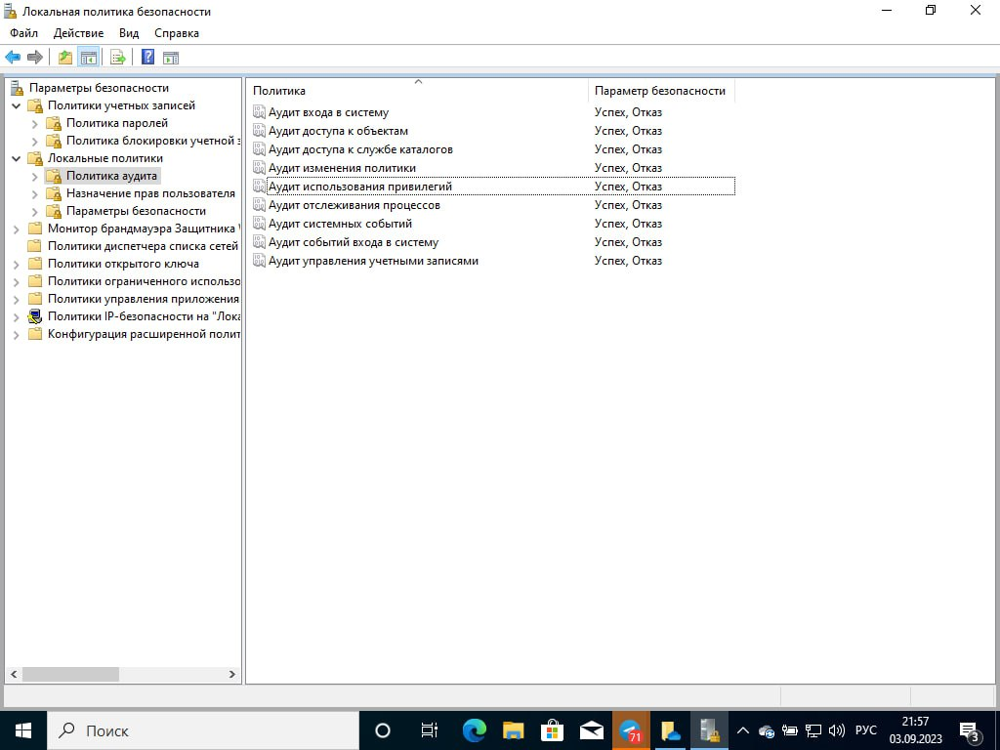 Локальная политика безопасности
Файл Действие Вид Справка
Параметры безопасности
Политики учетных записей
Политика паролей
Политика блокировки учетной з
Локальные политики
Политика аудита
Назначение прав пользователя
Параметры безопасности
Монитор брандмауэра Защитника
Политики диспетчера списка сетей
Политики открытого ключа
Политики ограниченного использо
Политики управления приложения
Политики IP-безопасности на "Лока
Конфигурация расширенной полит
Политика Параметр безопасности
Аудит входа в систему Успех, Отказ
Аудит доступа к объектам Успех, Отказ
Аудит доступа к службе каталогов Успех, Отказ
Аудит изменения политики Успех, Отказ
Аудит использования привилегий Успех, Отказ
Аудит отслеживания процессов Успех, Отказ
Аудит системных событий Успех, Отказ
Аудит событий входа в систему Успех, Отказ
Аудит управления учетными записями Успех, Отказ
Поиск
71
РУС
21:57
03.09.2023
3